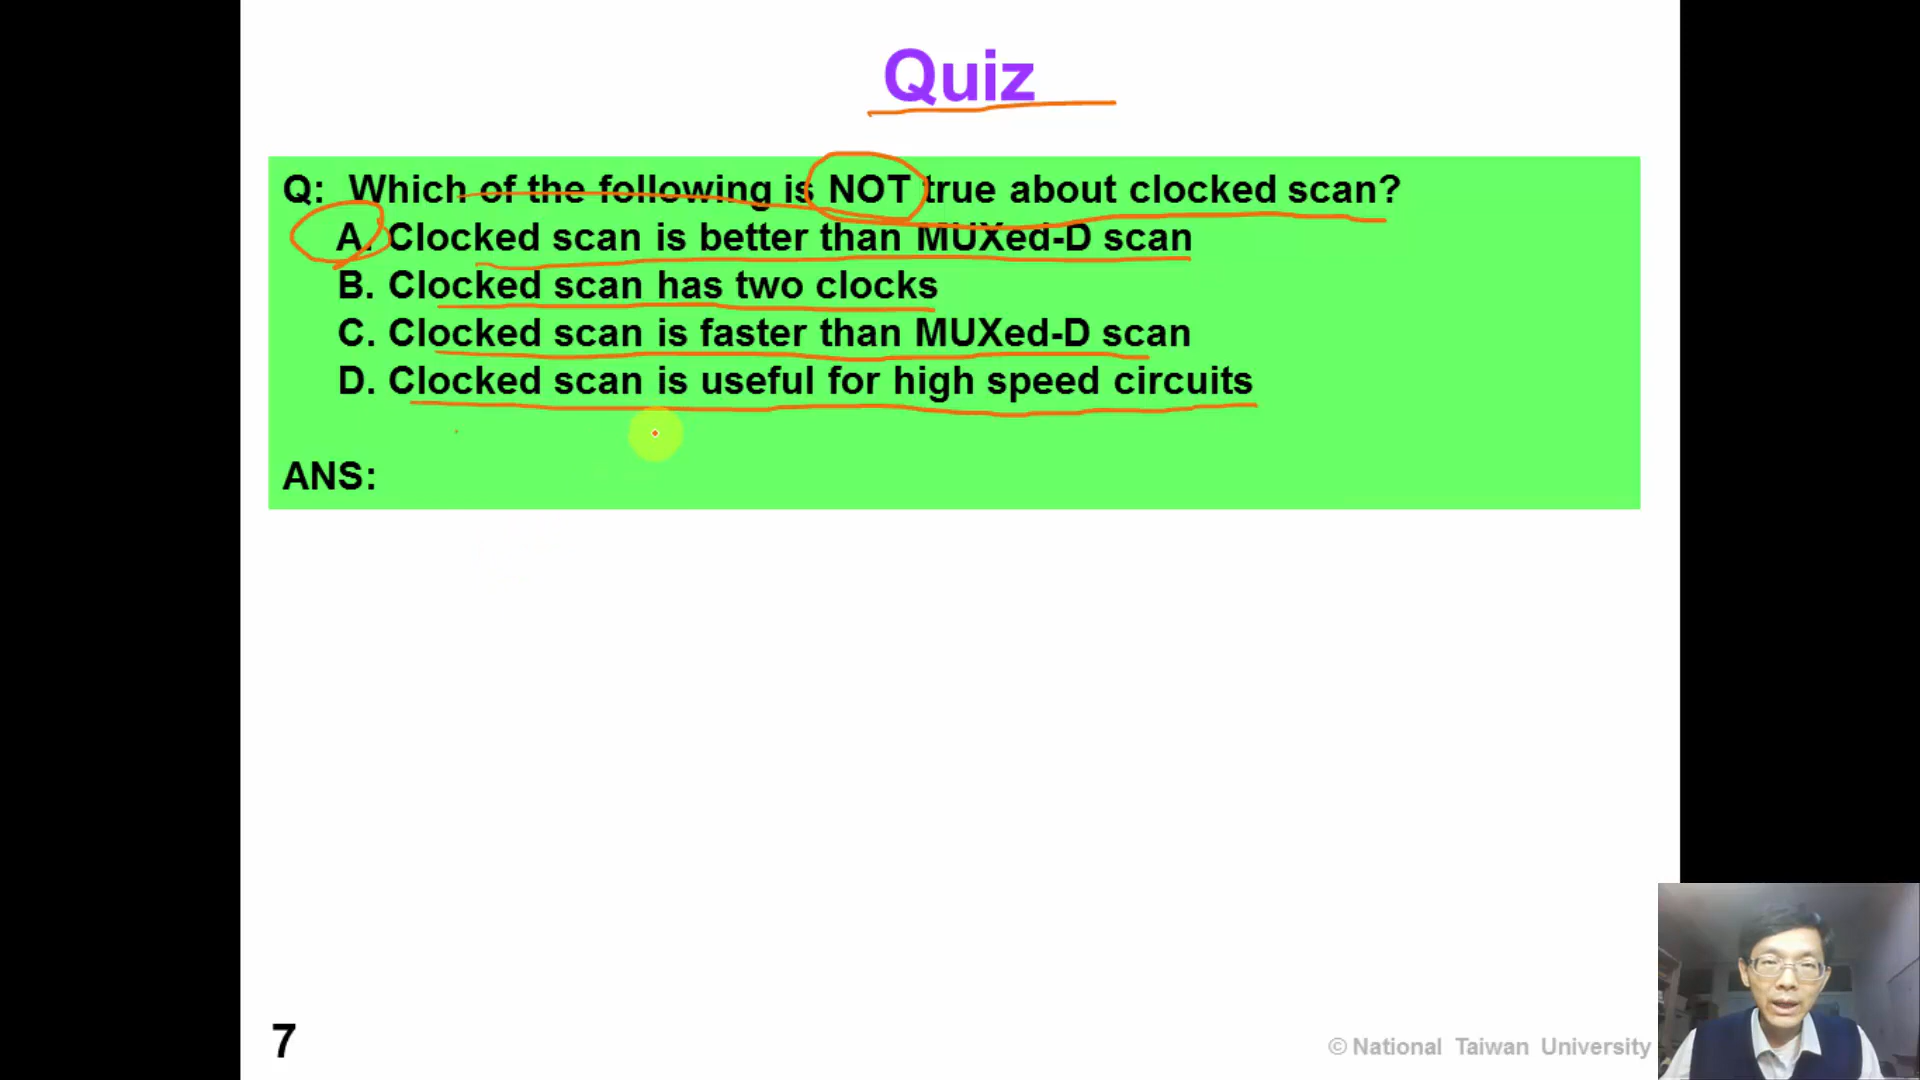 Quiz
Q: Which of the following is NOT true about clocked scan?
A. Clocked scan is better than MUXed-D scan
B. Clocked scan has two clocks
C. Clocked scan is faster than MUXed-D scan
D. Clocked scan is useful for high speed circuits
ANS:
7
© National Taiwan University